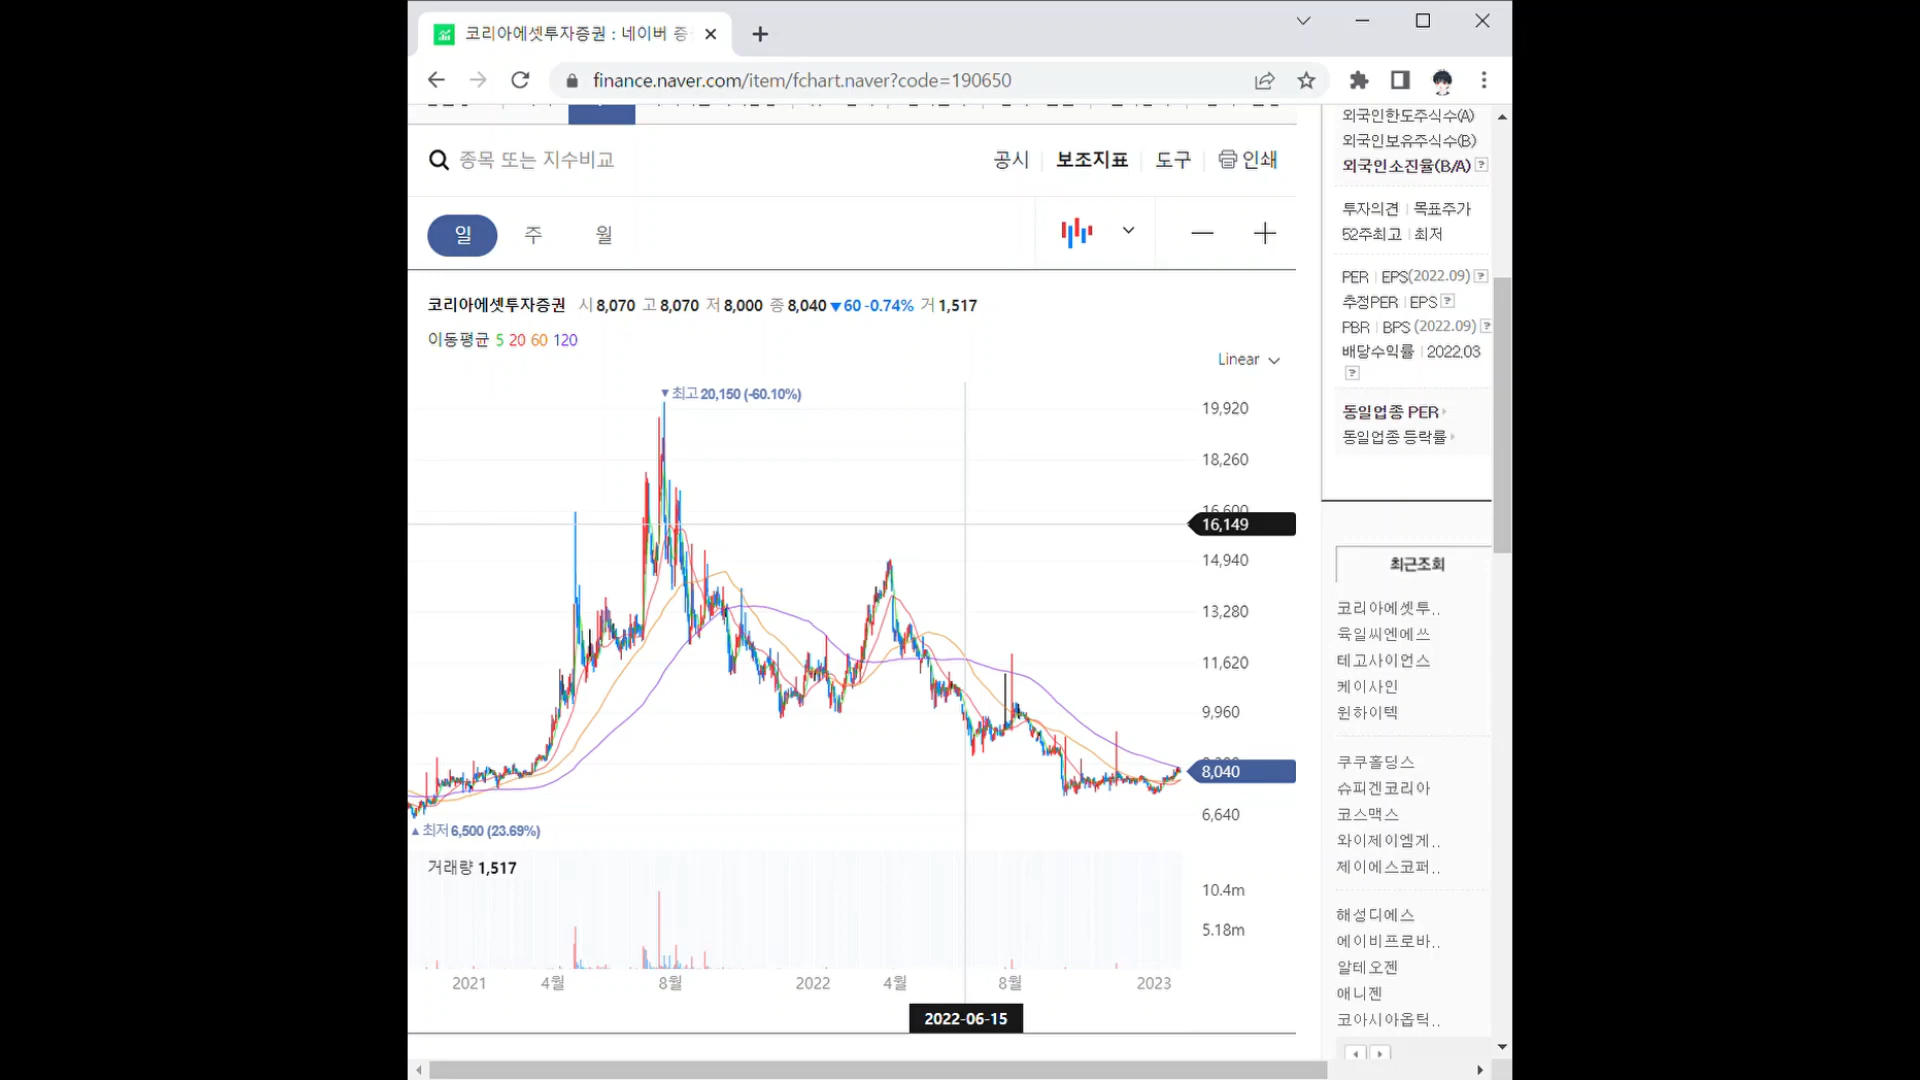 코리아에셋투자증권 : 네이버 증
finance.naver.com/item/fchart.naver?code=190650
종목 또는 지수비교
공시 보조지표 도구 인쇄
일 주 월
코리아에셋투자증권 시 8,070 고 8,070 저 8,000 종 8,040 ▼60 -0.74% 거 1,517
이동평균 5 20 60 120
Linear
▼최고 20,150 (-60.10%)
19,920
18,260
16,600
16,149
14,940
13,280
11,620
9,960
8,040
6,640
▲최저 6,500 (23.69%)
거래량 1,517
10.4m
5.18m
2021 4월 8월 2022 4월 8월 2023
2022-06-15
외국인한도주식수(A)
외국인보유주식수(B)
외국인소진율(B/A) ?
투자의견 | 목표주가
52주최고 | 최저
PER | EPS(2022.09) ?
추정PER | EPS ?
PBR | BPS (2022.09) ?
배당수익률 | 2022.03
?
동일업종 PER
동일업종 등락률
최근조회
코리아에셋투..
육일씨엔에쓰
테고사이언스
케이사인
윈하이텍
쿠쿠홀딩스
슈피겐코리아
코스맥스
와이제이엠게..
제이에스코퍼..
해성디에스
에이비프로바..
알테오젠
애니젠
코아시아옵틱..